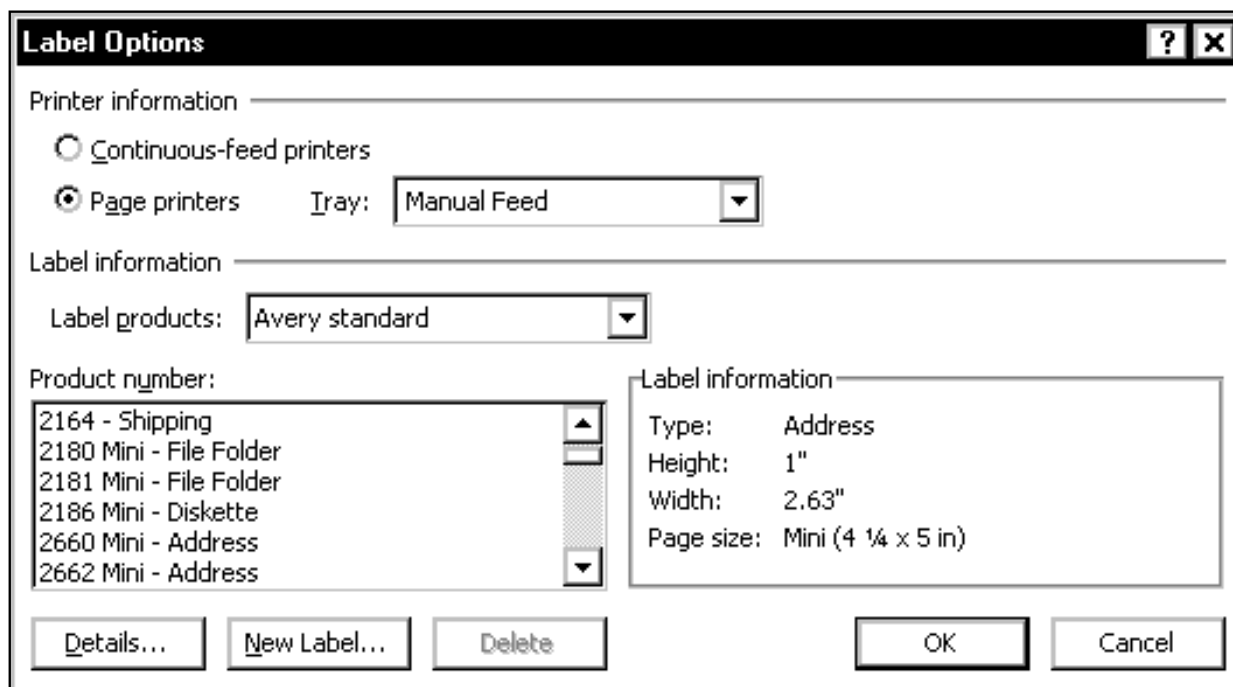 Label Options
Printer information
Continuous-feed printers
Page printers Tray: Manual Feed
Label information
Label products: Avery standard
Product number:
2164 - Shipping
2180 Mini - File Folder
2181 Mini - File Folder
2186 Mini - Diskette
2660 Mini - Address
2662 Mini - Address
Label information
Type: Address
Height: 1"
Width: 2.63"
Page size: Mini (4 ¼ x 5 in)
Details... New Label... Delete OK Cancel